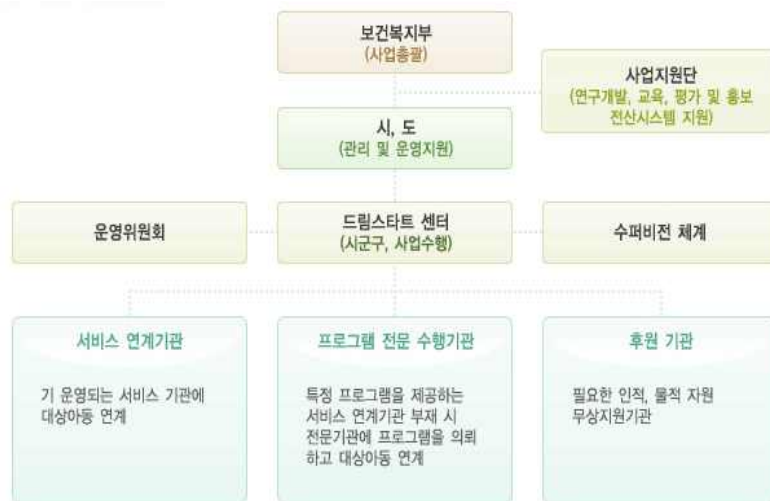 보건복지부
(사업총괄)
사업지원단
(연구개발, 교육, 평가 및 홍보
전산시스템 지원)
시, 도
(관리 및 운영지원)
운영위원회
드림스타트 센터
(시군구, 사업수행)
수퍼비전 체계
서비스 연계기관
기 운영되는 서비스 기관에
대상아동 연계
프로그램 전문 수행기관
특정 프로그램을 제공하는
서비스 연계기관 부재 시
전문기관에 프로그램을 의뢰
하고 대상아동 연계
후원 기관
필요한 인적, 물적 자원
무상지원기관